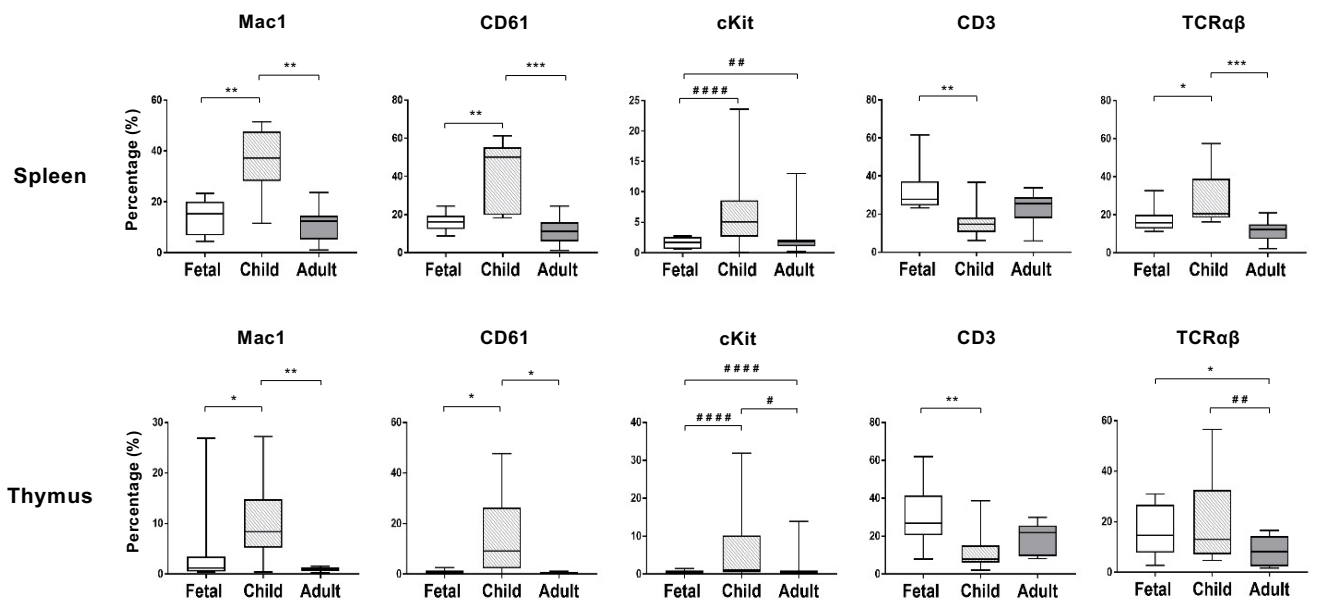 Mac1 CD61 cKit CD3 TCRαβ
** ** ** *** #### ## ** * ***
Spleen
Percentage (%)
60 40 20 0
80 60 40 20 0
25 20 15 10 5 0
80 60 40 20 0
80 60 40 20 0
Fetal Child Adult Fetal Child Adult Fetal Child Adult Fetal Child Adult Fetal Child Adult
Mac1 CD61 cKit CD3 TCRαβ
* ** * * #### #### # ** * ##
Thymus
Percentage (%)
30 20 10 0
60 40 20 0
40 30 20 10 0
80 60 40 20 0
60 40 20 0
Fetal Child Adult Fetal Child Adult Fetal Child Adult Fetal Child Adult Fetal Child Adult